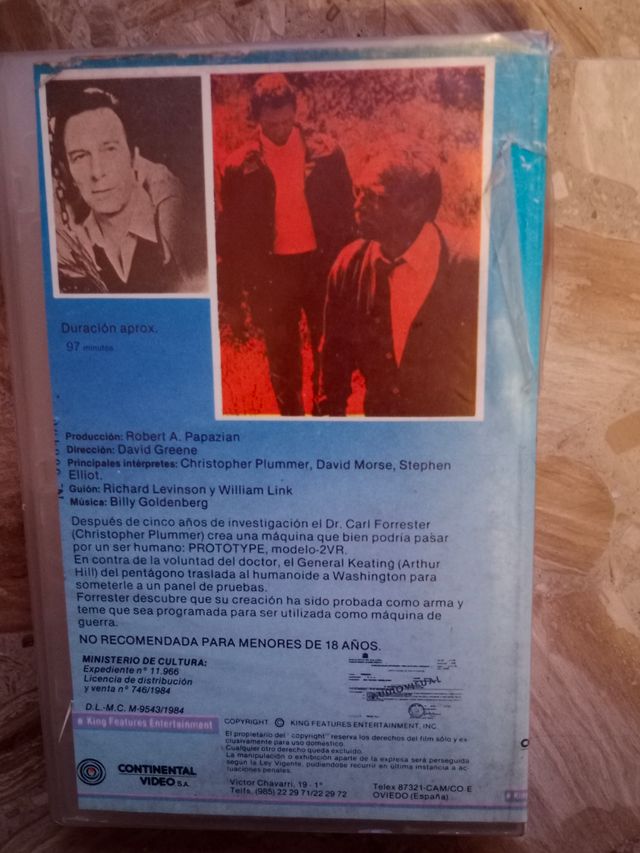 Duración aprox.
97 minutos
Producción: Robert A. Papazian
Dirección: David Greene
Principales intérpretes: Christopher Plummer, David Morse, Stephen
Elliot.
Guión: Richard Levinson y William Link
Música: Billy Goldenberg
Después de cinco años de investigación el Dr. Carl Forrester
(Christopher Plummer) crea una máquina que bien podría pasar
por un ser humano: PROTOTYPE, modelo-2VR.
En contra de la voluntad del doctor, el General Keating (Arthur
Hill) del pentágono traslada al humanoide a Washington para
someterle a un panel de pruebas.
Forrester descubre que su creación ha sido probada como arma y
teme que sea programada para ser utilizada como máquina de
guerra.
NO RECOMENDADA PARA MENORES DE 18 AÑOS.
MINISTERIO DE CULTURA:
Expediente nº 11.966
Licencia de distribución
y venta nº 746/1984
D.L.-M.C. M-9543/1984
AUDIOVISUAL
King Features Entertainment
COPYRIGHT © KING FEATURES ENTERTAINMENT, INC
El propietario del "copyright" reserva los derechos del film sólo y ex-
clusivamente para uso doméstico.
Cualquier otro derecho queda excluido.
La manipulación o exhibición aparte de la expresa será perseguida
según la Ley Vigente, pudiendose recurrir en última instancia a ac-
tuaciones penales.
CONTINENTAL
VIDEO S.A.
Victor Chavarri, 19 - 1º
Telfs. (985) 22 29 71/22 29 72
Telex 87321-CAM/CO E
OVIEDO (España)